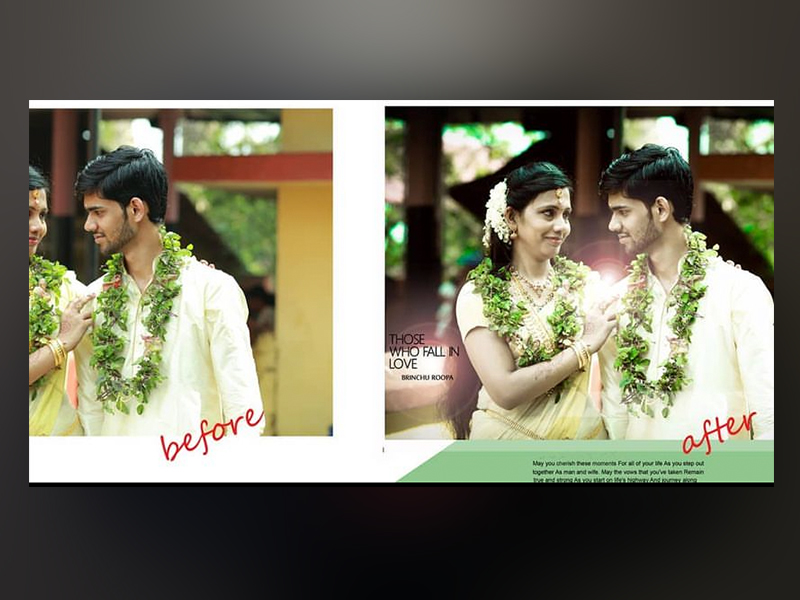 THOSE
WHO FALL IN
LOVE
BRINCHU ROOPA
before
after
May you cherish these moments For all of your life As you step out
together As man and wife. May the vows that you've taken Remain
true and strong As you start on life's highway And journey along